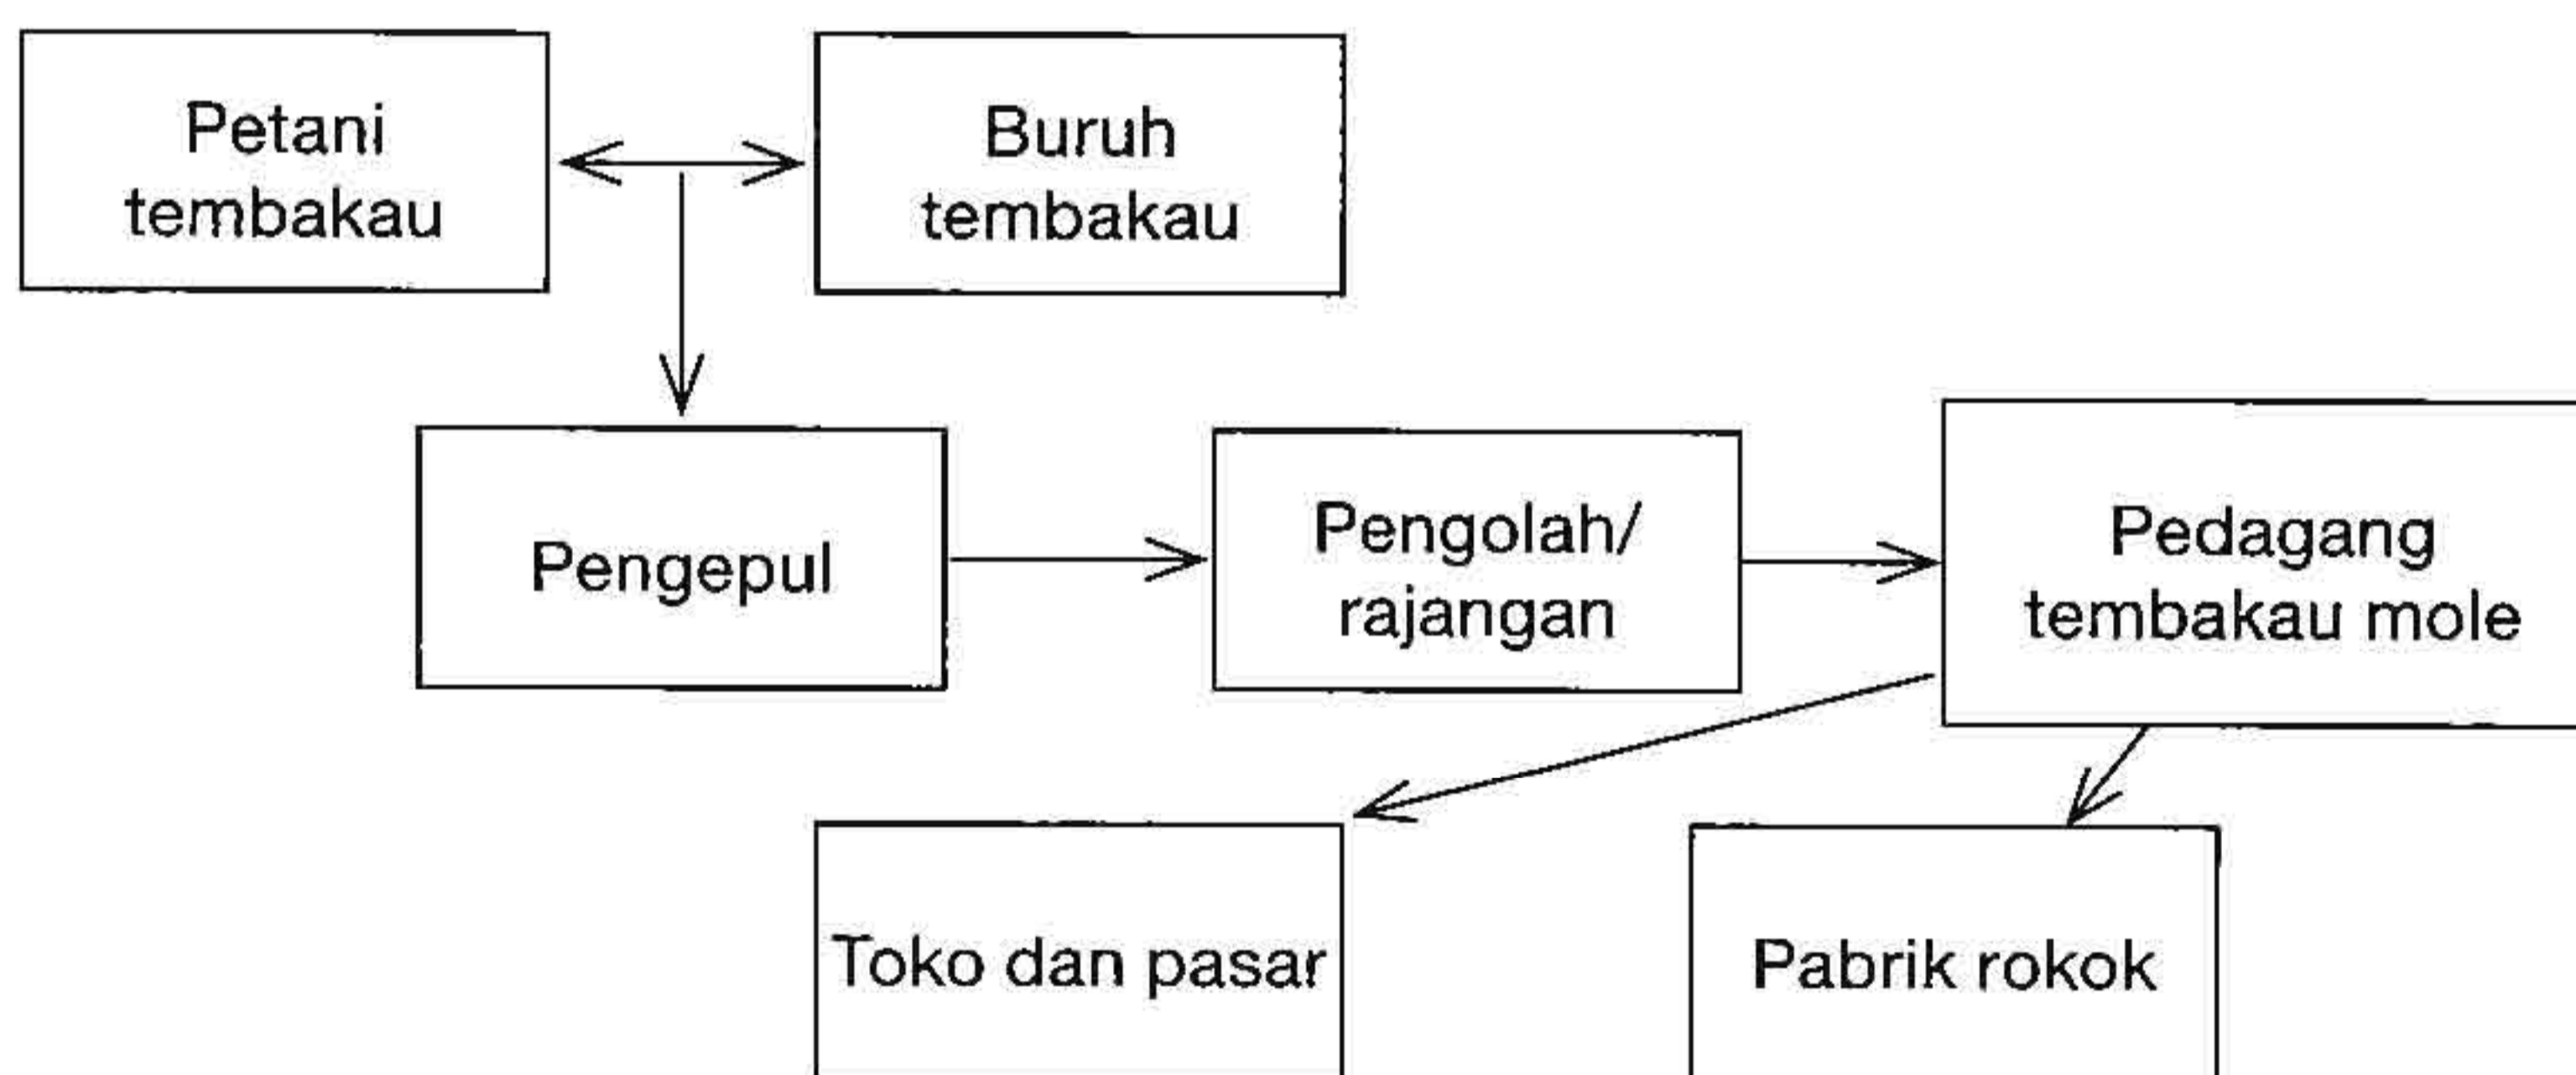 Petani
tembakau
Buruh
tembakau
Pengepul
Pengolah/
rajangan
Pedagang
tembakau mole
Toko dan pasar
Pabrik rokok